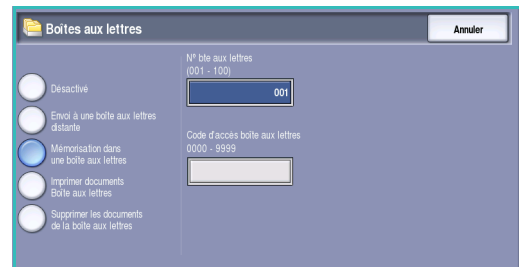 Boîtes aux lettres
Annuler
Désactivé
Envoi à une boîte aux lettres
distante
Mémorisation dans
une boîte aux lettres
Imprimer documents
Boîte aux lettres
Supprimer les documents
de la boîte aux lettres
Nº bte aux lettres
(001 - 100)
001
Code d'accès boîte aux lettres
0000 - 9999